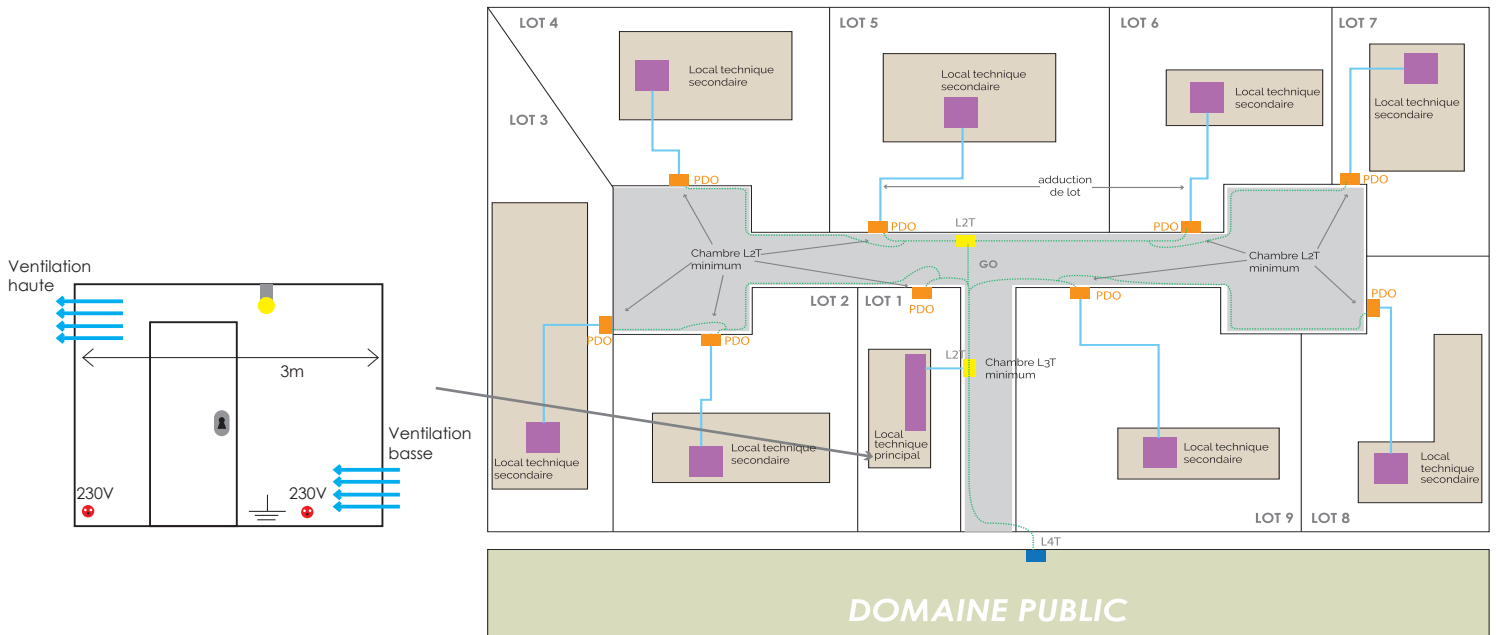 LOT 4
LOT 5
LOT 6
LOT 7
Local technique
secondaire
Local technique
secondaire
Local technique
secondaire
Local technique
secondaire
LOT 3
PDO
adduction
de lot
PDO
PDO
L2T
PDO
PDO
Chambre L2T
minimum
GO
Chambre L2T
minimum
Ventilation
haute
LOT 2
LOT 1
PDO
PDO
PDO
PDO
PDO
L2T
Chambre L3T
minimum
3m
Ventilation
basse
Local
technique
principal
Local technique
secondaire
Local technique
secondaire
Local technique
secondaire
Local
technique
secondaire
230V
230V
LOT 9
LOT 8
L4T
DOMAINE PUBLIC